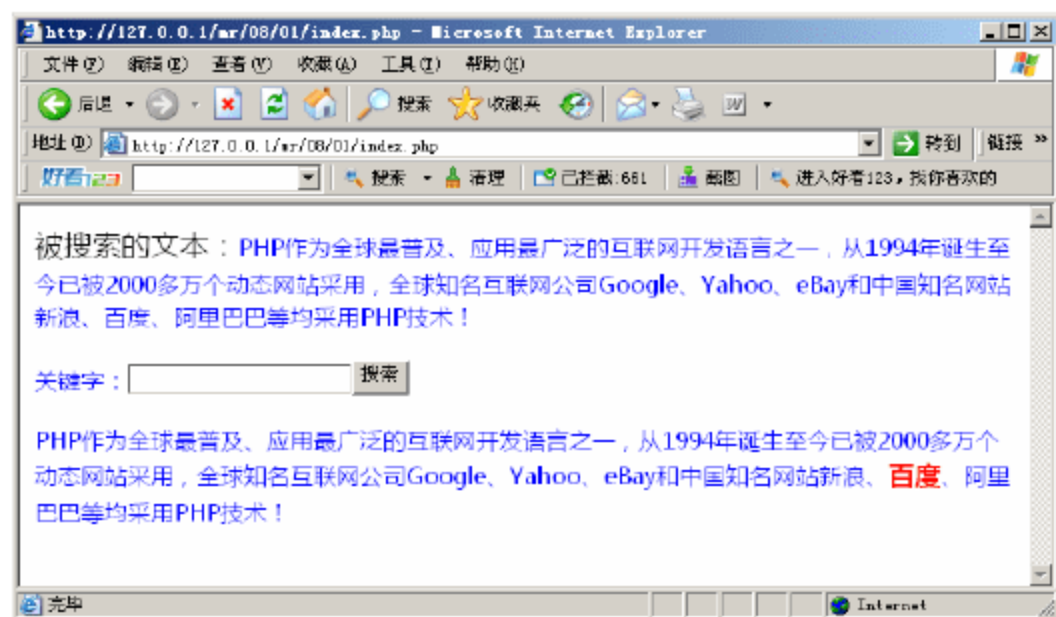 http://127.0.0.1/mr/08/01/index.php - Microsoft Internet Explorer
文件(F) 编辑(E) 查看(V) 收藏(A) 工具(T) 帮助(H)
后退 搜索 收藏夹
地址(D) http://127.0.0.1/mr/08/01/index.php 转到 链接 »
好看123 搜索 清理 已拦截:661 截图 进入好看123，找你喜欢的
被搜索的文本：PHP作为全球最普及、应用最广泛的互联网开发语言之一，从1994年诞生至
今已被2000多万个动态网站采用，全球知名互联网公司Google、Yahoo、eBay和中国知名网站
新浪、百度、阿里巴巴等均采用PHP技术！
关键字： 搜索
PHP作为全球最普及、应用最广泛的互联网开发语言之一，从1994年诞生至今已被2000多万个
动态网站采用，全球知名互联网公司Google、Yahoo、eBay和中国知名网站新浪、百度、阿里
巴巴等均采用PHP技术！
完毕 Internet